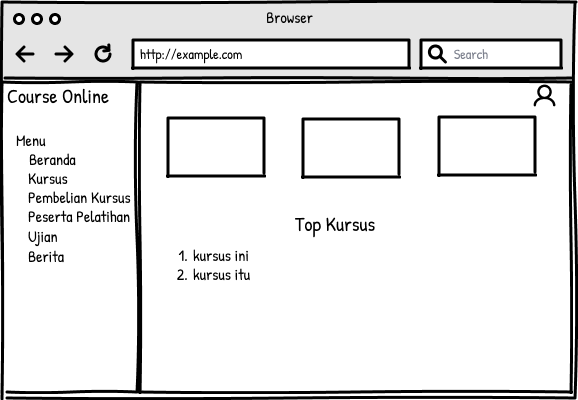 Browser
http://example.com
Search
Course Online
Menu
Beranda
Kursus
Pembelian Kursus
Peserta Pelatihan
Ujian
Berita
Top Kursus
1. kursus ini
2. kursus itu